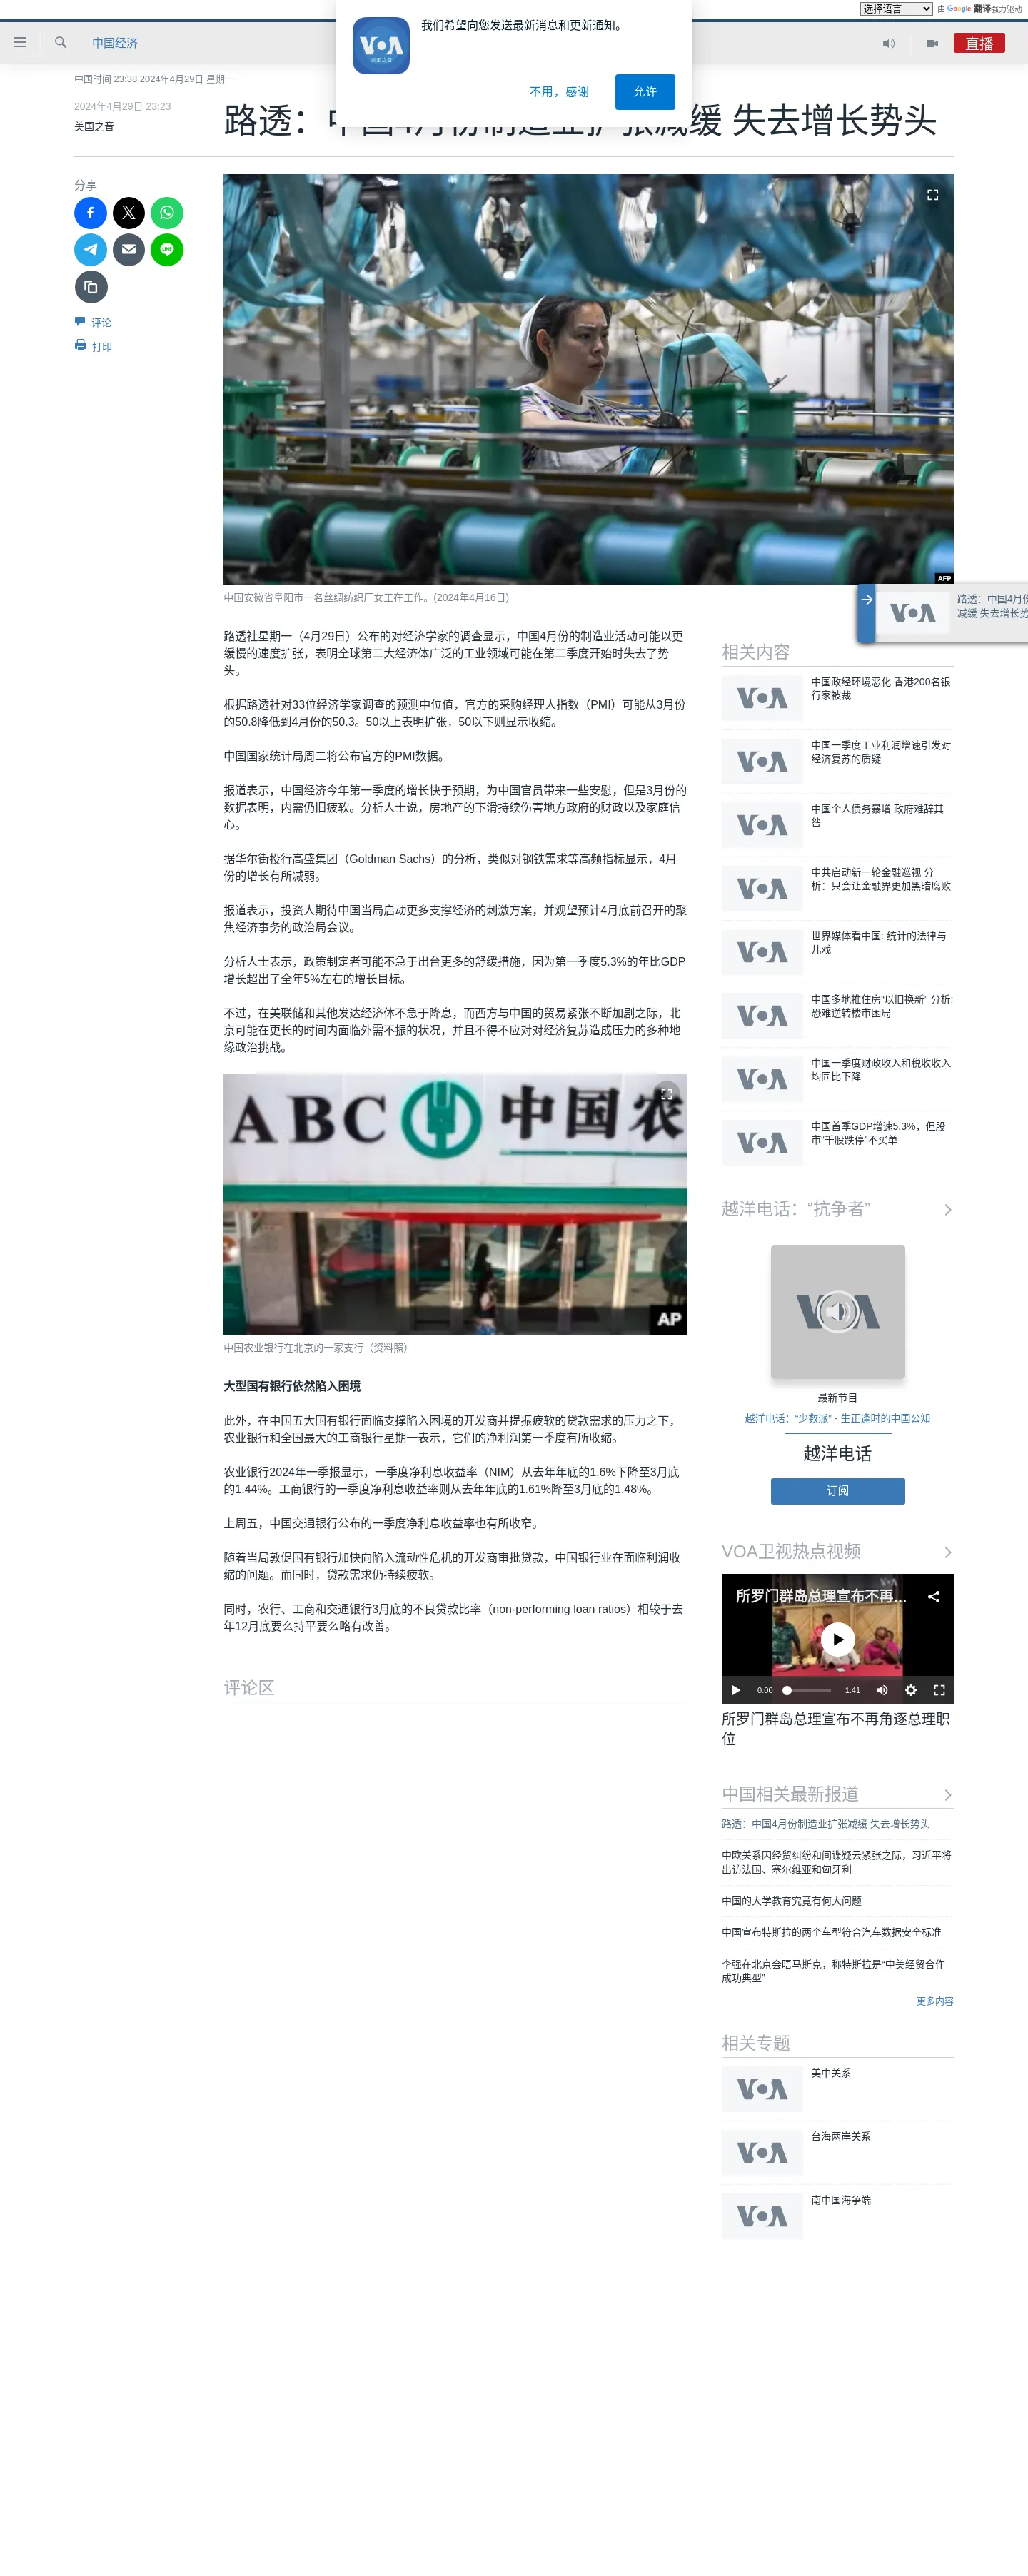 选择语言
由 Google 翻译强力驱动
我们希望向您发送最新消息和更新通知。
VOA
美国之音
不用，感谢
允许
中国经济
直播
中国时间 23:38 2024年4月29日 星期一
2024年4月29日 23:23
美国之音
路透：中国4月份制造业扩张减缓 失去增长势头
分享
LINE
评论
打印
AFP
中国安徽省阜阳市一名丝绸纺织厂女工在工作。(2024年4月16日)
VOA
路透：中国4月份
减缓 失去增长势
路透社星期一（4月29日）公布的对经济学家的调查显示，中国4月份的制造业活动可能以更
缓慢的速度扩张，表明全球第二大经济体广泛的工业领域可能在第二季度开始时失去了势
头。
根据路透社对33位经济学家调查的预测中位值，官方的采购经理人指数（PMI）可能从3月份
的50.8降低到4月份的50.3。50以上表明扩张，50以下则显示收缩。
中国国家统计局周二将公布官方的PMI数据。
报道表示，中国经济今年第一季度的增长快于预期，为中国官员带来一些安慰，但是3月份的
数据表明，内需仍旧疲软。分析人士说，房地产的下滑持续伤害地方政府的财政以及家庭信
心。
据华尔街投行高盛集团（Goldman Sachs）的分析，类似对钢铁需求等高频指标显示，4月
份的增长有所减弱。
报道表示，投资人期待中国当局启动更多支撑经济的刺激方案，并观望预计4月底前召开的聚
焦经济事务的政治局会议。
分析人士表示，政策制定者可能不急于出台更多的舒缓措施，因为第一季度5.3%的年比GDP
增长超出了全年5%左右的增长目标。
不过，在美联储和其他发达经济体不急于降息，而西方与中国的贸易紧张不断加剧之际，北
京可能在更长的时间内面临外需不振的状况，并且不得不应对对经济复苏造成压力的多种地
缘政治挑战。
ABC 中国农
AP
中国农业银行在北京的一家支行（资料照）
大型国有银行依然陷入困境
此外，在中国五大国有银行面临支撑陷入困境的开发商并提振疲软的贷款需求的压力之下，
农业银行和全国最大的工商银行星期一表示，它们的净利润第一季度有所收缩。
农业银行2024年一季报显示，一季度净利息收益率（NIM）从去年年底的1.6%下降至3月底
的1.44%。工商银行的一季度净利息收益率则从去年年底的1.61%降至3月底的1.48%。
上周五，中国交通银行公布的一季度净利息收益率也有所收窄。
随着当局敦促国有银行加快向陷入流动性危机的开发商审批贷款，中国银行业在面临利润收
缩的问题。而同时，贷款需求仍持续疲软。
同时，农行、工商和交通银行3月底的不良贷款比率（non-performing loan ratios）相较于去
年12月底要么持平要么略有改善。
评论区
相关内容
VOA
中国政经环境恶化 香港200名银
行家被裁
VOA
中国一季度工业利润增速引发对
经济复苏的质疑
VOA
中国个人债务暴增 政府难辞其
咎
VOA
中共启动新一轮金融巡视 分
析：只会让金融界更加黑暗腐败
VOA
世界媒体看中国: 统计的法律与
儿戏
VOA
中国多地推住房“以旧换新” 分析:
恐难逆转楼市困局
VOA
中国一季度财政收入和税收收入
均同比下降
VOA
中国首季GDP增速5.3%，但股
市“千股跌停”不买单
越洋电话：“抗争者”
VOA
最新节目
越洋电话：“少数派” - 生正逢时的中国公知
越洋电话
订阅
VOA卫视热点视频
所罗门群岛总理宣布不再...
VOA
0:00
1:41
所罗门群岛总理宣布不再角逐总理职
位
中国相关最新报道
路透：中国4月份制造业扩张减缓 失去增长势头
中欧关系因经贸纠纷和间谍疑云紧张之际，习近平将
出访法国、塞尔维亚和匈牙利
中国的大学教育究竟有何大问题
中国宣布特斯拉的两个车型符合汽车数据安全标准
李强在北京会晤马斯克，称特斯拉是“中美经贸合作
成功典型”
更多内容
相关专题
VOA
美中关系
VOA
台海两岸关系
VOA
南中国海争端